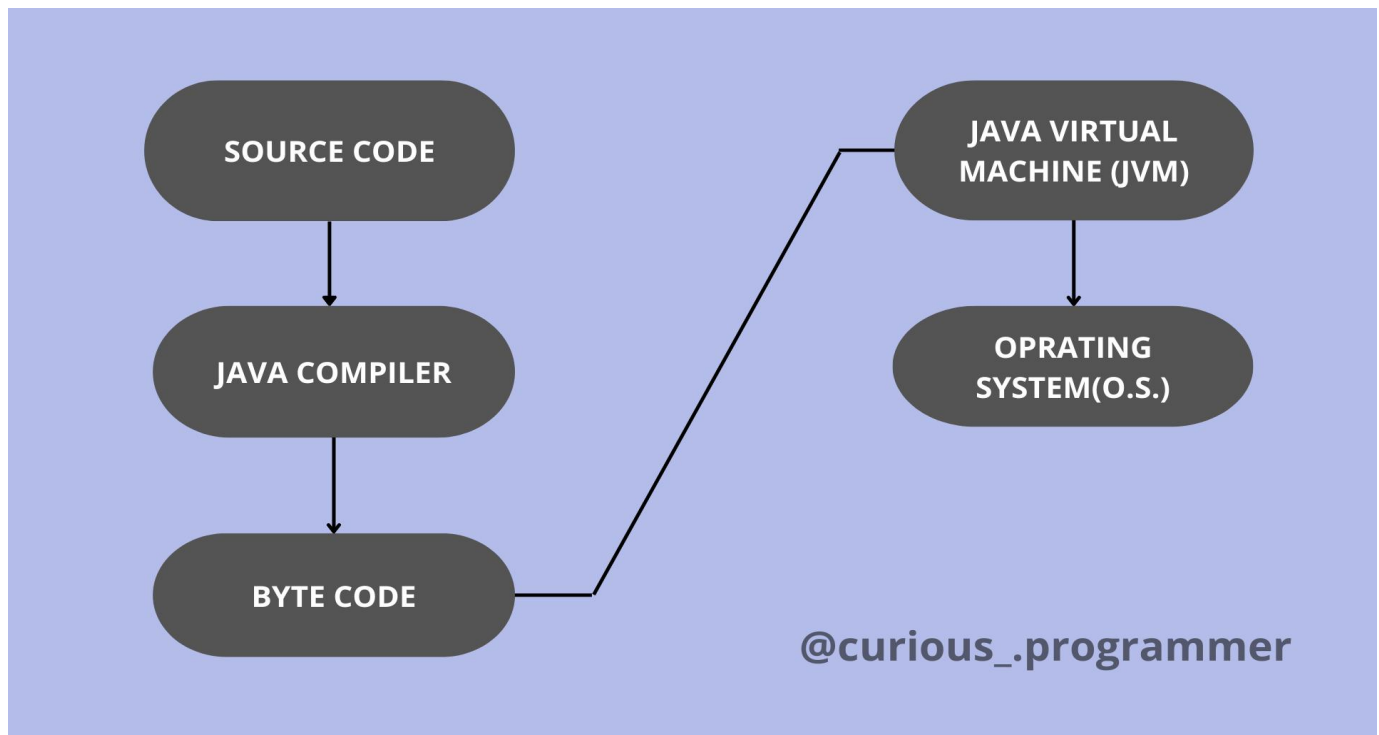 SOURCE CODE
JAVA COMPILER
BYTE CODE
JAVA VIRTUAL
MACHINE (JVM)
OPRATING
SYSTEM(O.S.)
@curious_.programmer